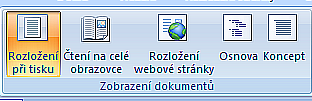 Rozložení při tisku
Čtení na celé obrazovce
Rozložení webové stránky
Osnova
Koncept
Zobrazení dokumentů